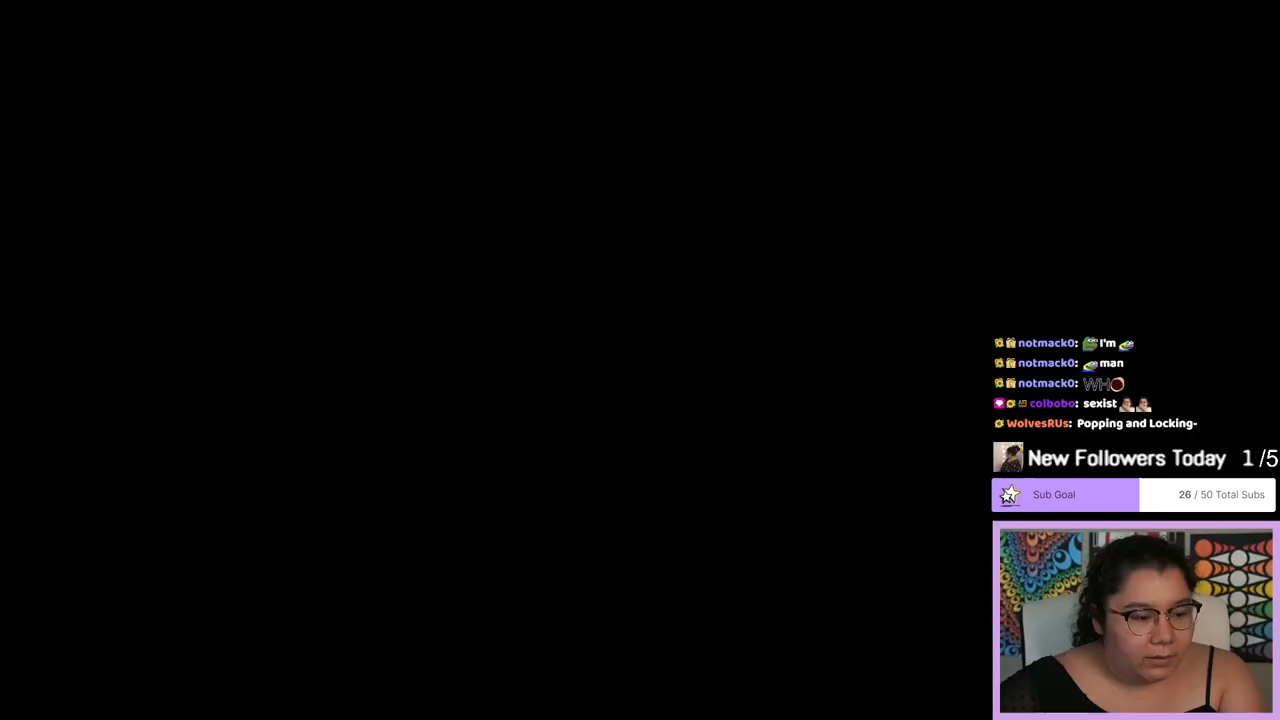 notmack0: I'm
notmack0: man
notmack0: WHO
colbobo: sexist
WolvesRUs: Popping and Locking-
New Followers Today 1 /5
Sub Goal 26 / 50 Total Subs